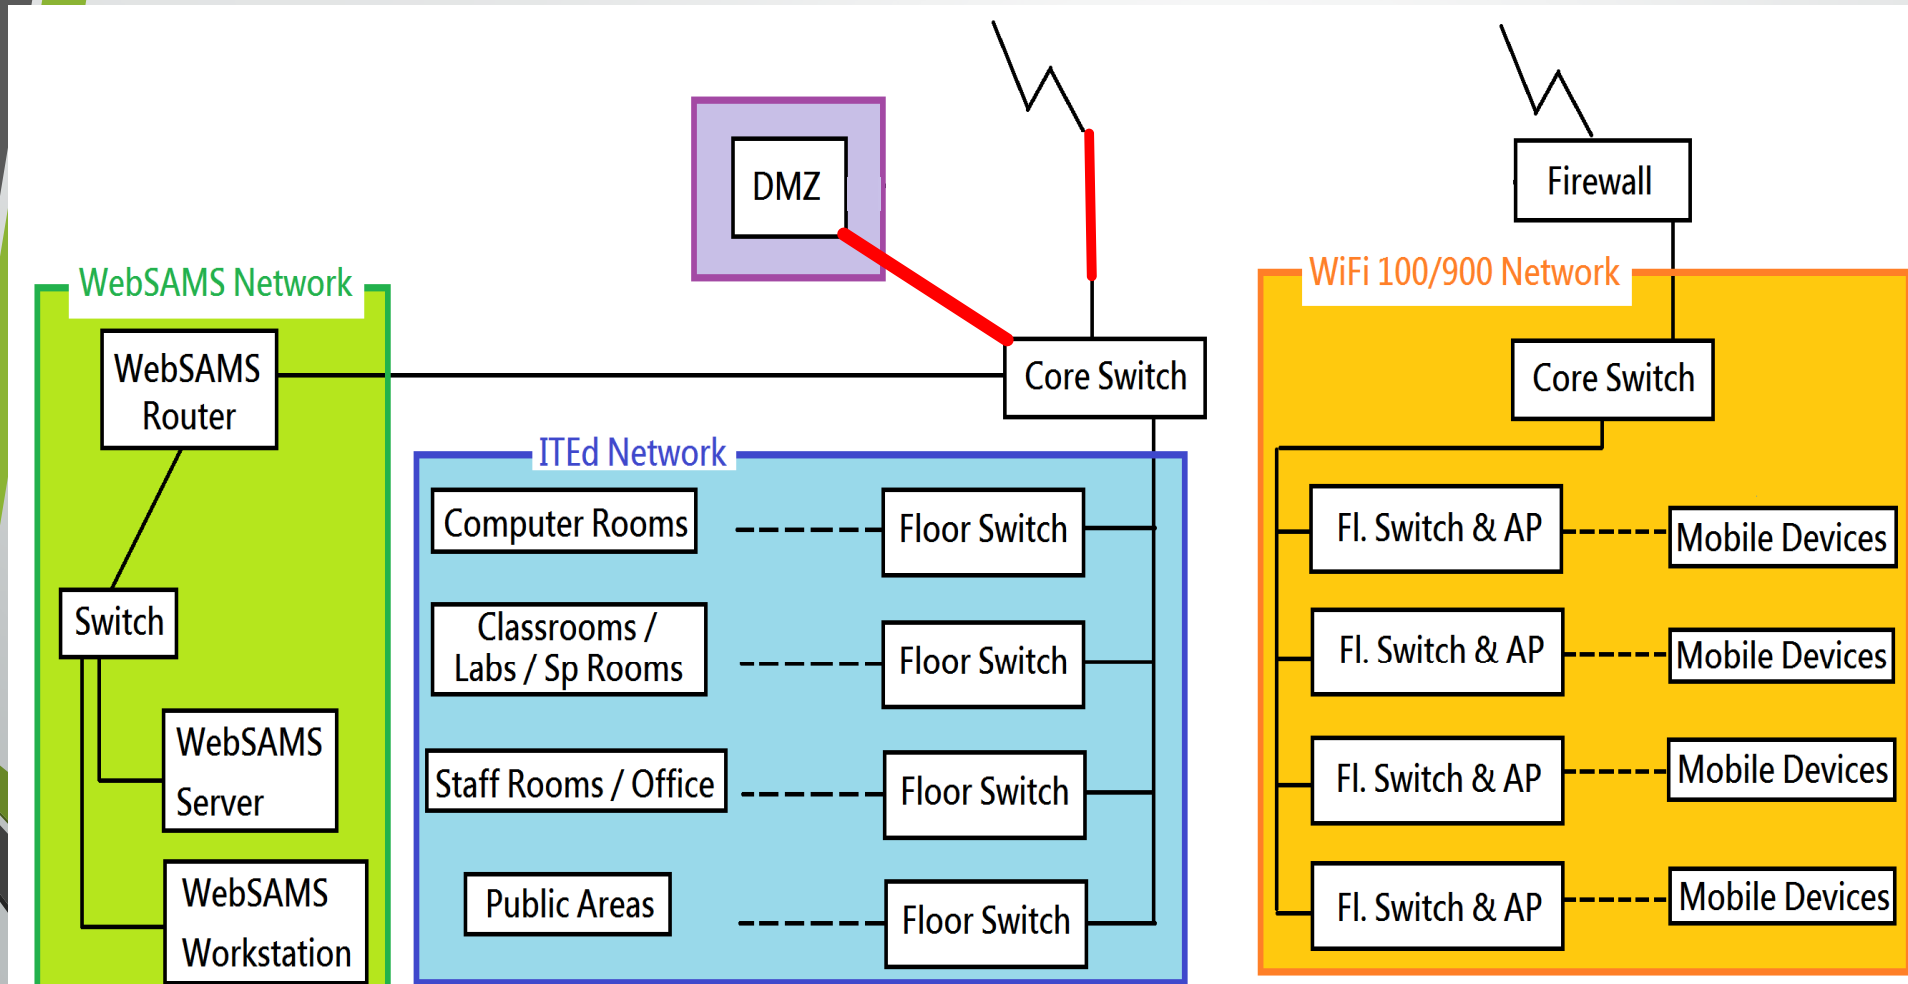 DMZ
Firewall
WebSAMS Network
WiFi 100/900 Network
WebSAMS
Router
Core Switch
Core Switch
ITEd Network
Computer Rooms
Floor Switch
Fl. Switch & AP
Mobile Devices
Switch
Classrooms /
Labs / Sp Rooms
Floor Switch
Fl. Switch & AP
Mobile Devices
WebSAMS
Server
Staff Rooms / Office
Floor Switch
Fl. Switch & AP
Mobile Devices
WebSAMS
Workstation
Public Areas
Floor Switch
Fl. Switch & AP
Mobile Devices